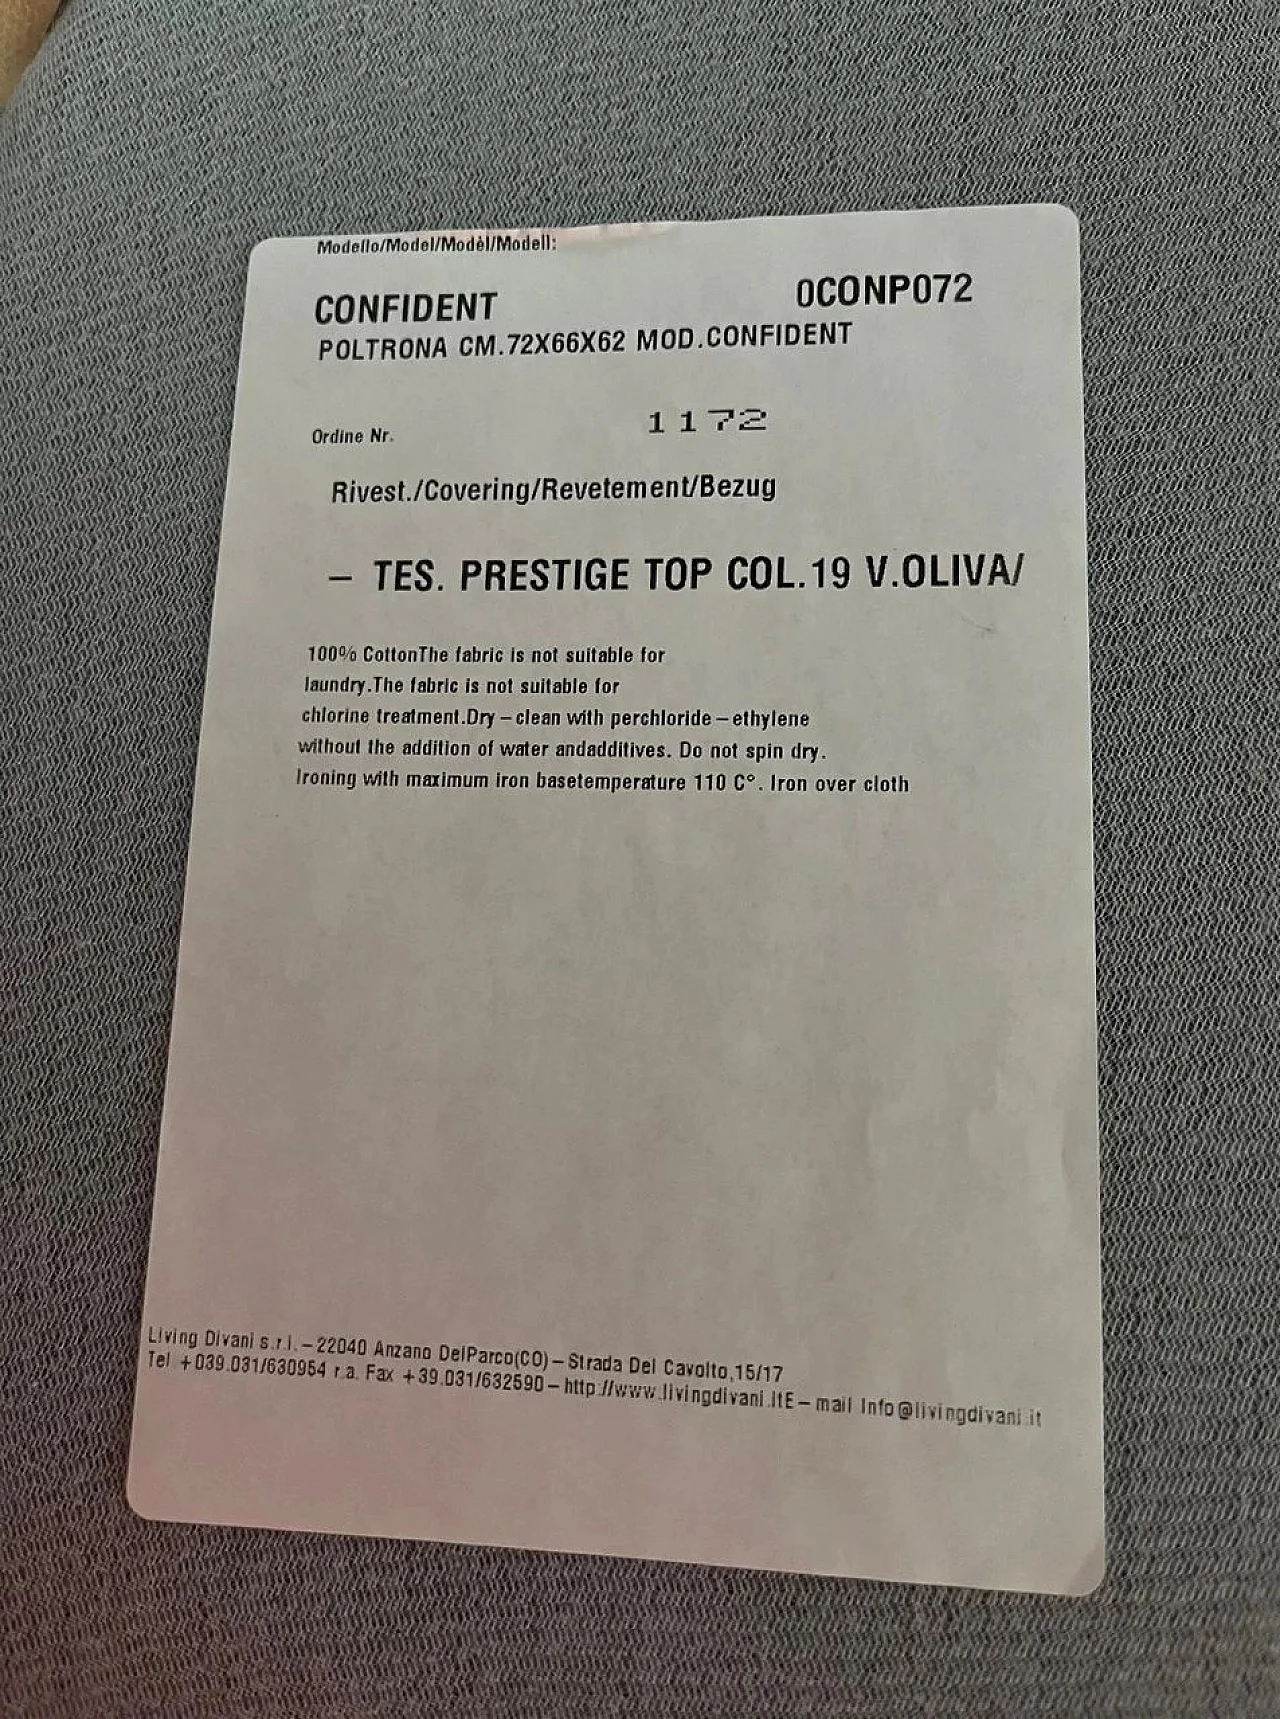 Modello/Model/Modèl/Modell:
CONFIDENT 0CONP072
POLTRONA CM.72X66X62 MOD.CONFIDENT
Ordine Nr. 1172
Rivest./Covering/Revetement/Bezug
– TES. PRESTIGE TOP COL.19 V.OLIVA/
100% CottonThe fabric is not suitable for
laundry.The fabric is not suitable for
chlorine treatment.Dry – clean with perchloride – ethylene
without the addition of water andadditives. Do not spin dry.
Ironing with maximum iron basetemperature 110 C°. Iron over cloth
Living Divani s.r.l. – 22040 Anzano DelParco(CO) – Strada Del Cavolto,15/17
Tel +039.031/630954 r.a. Fax +39.031/632590 – http://www.livingdivani.itE – mail Info@livingdivani.it